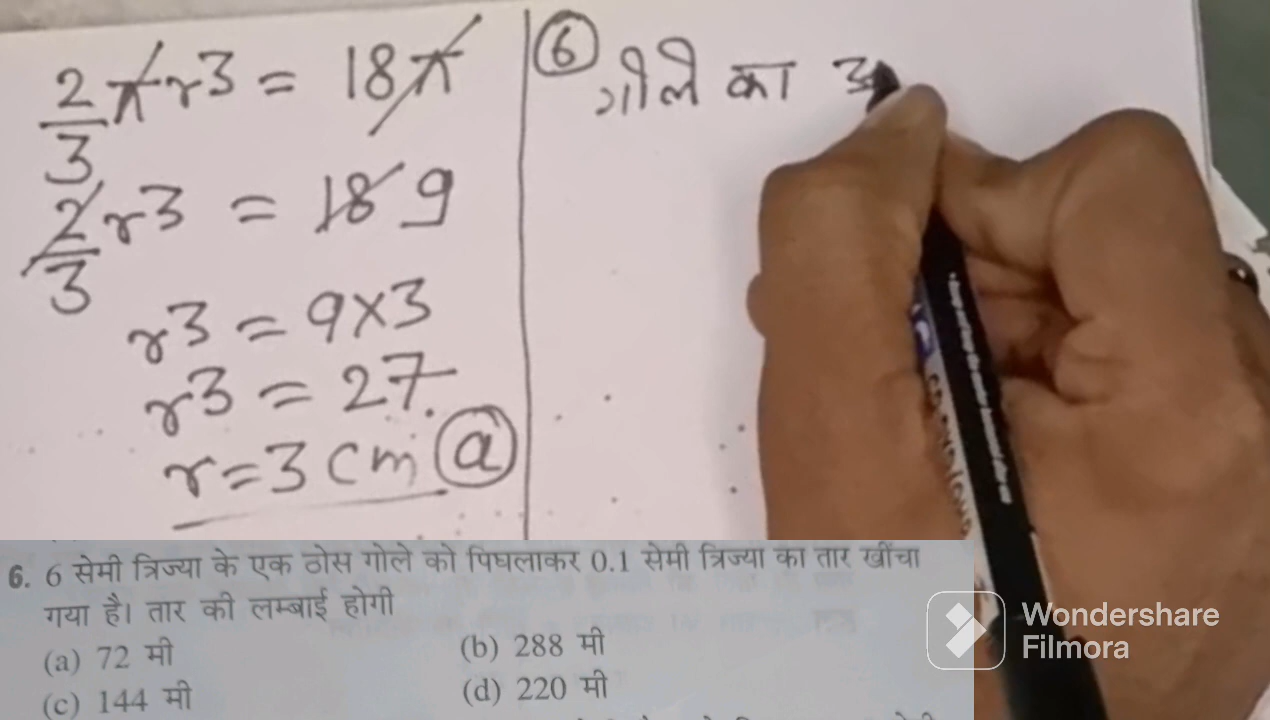 2/3 πr3 = 18π
2/3 r3 = 18 9
r3 = 9×3
r3 = 27.
r=3 cm (a)
6 गोले का
6. 6 सेमी त्रिज्या के एक ठोस गोले को पिघलाकर 0.1 सेमी त्रिज्या का तार खींचा
गया है। तार की लम्बाई होगी
(a) 72 मी
(b) 288 मी
(c) 144 मी
(d) 220 मी
Wondershare
Filmora